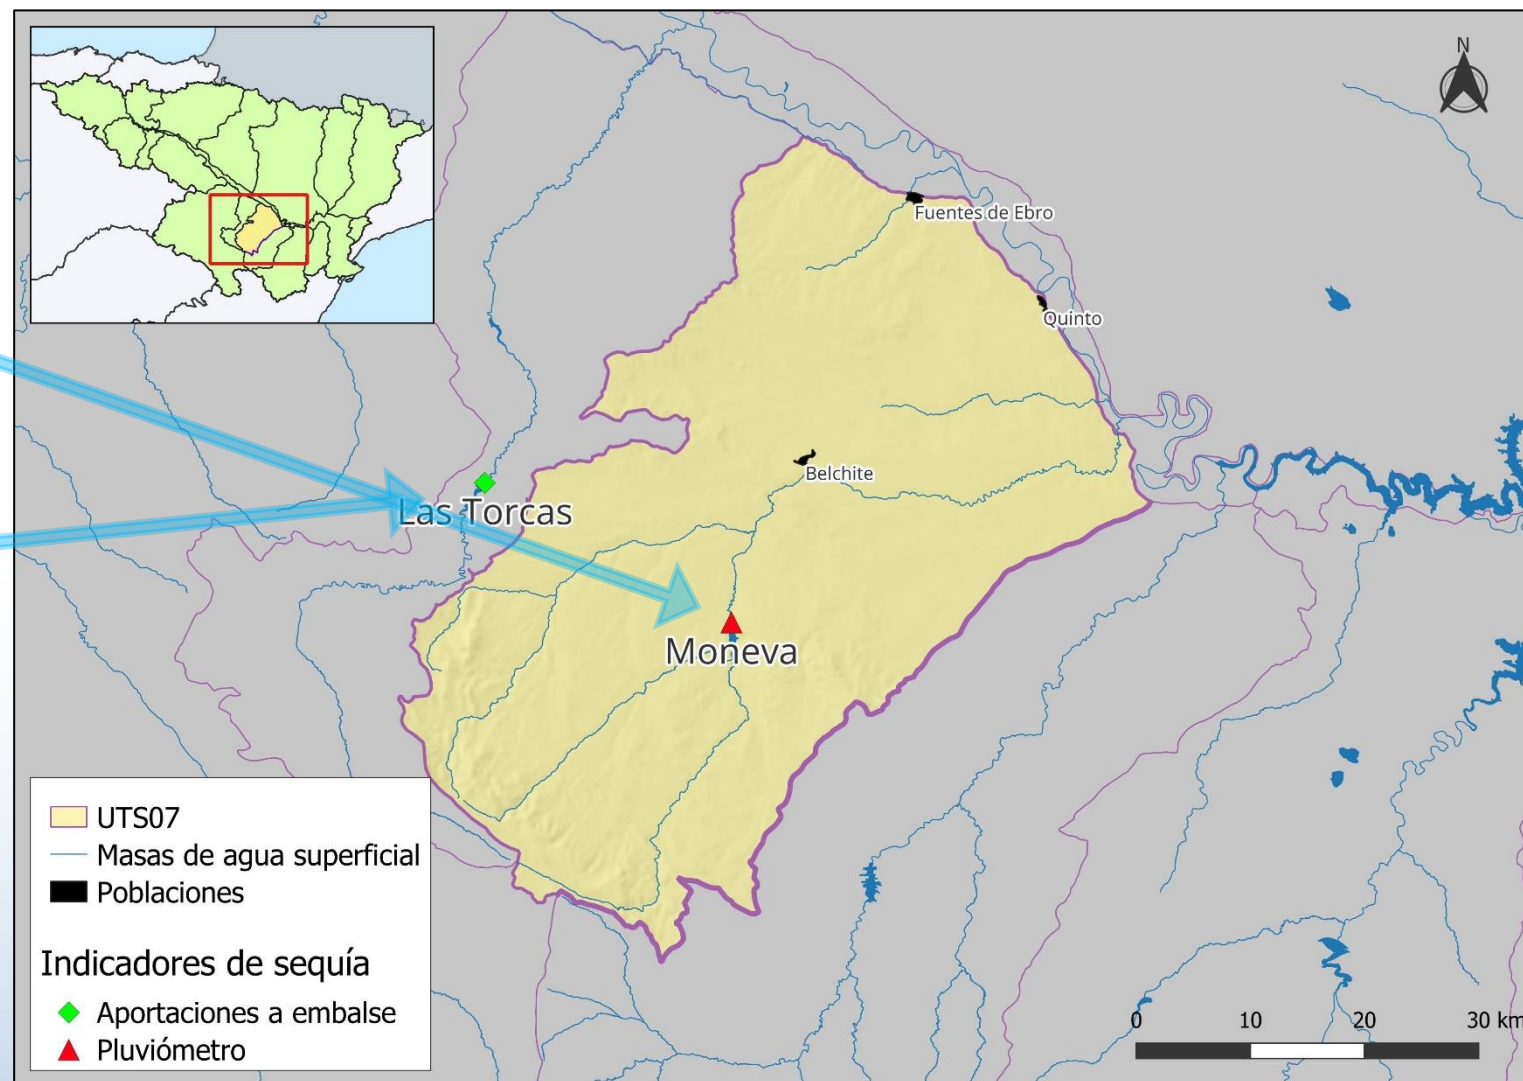 N
Fuentes de Ebro
Quinto
Belchite
Las Torcas
Moneva
UTS07
Masas de agua superficial
Poblaciones
Indicadores de sequía
Aportaciones a embalse
Pluviómetro
0 10 20 30 km